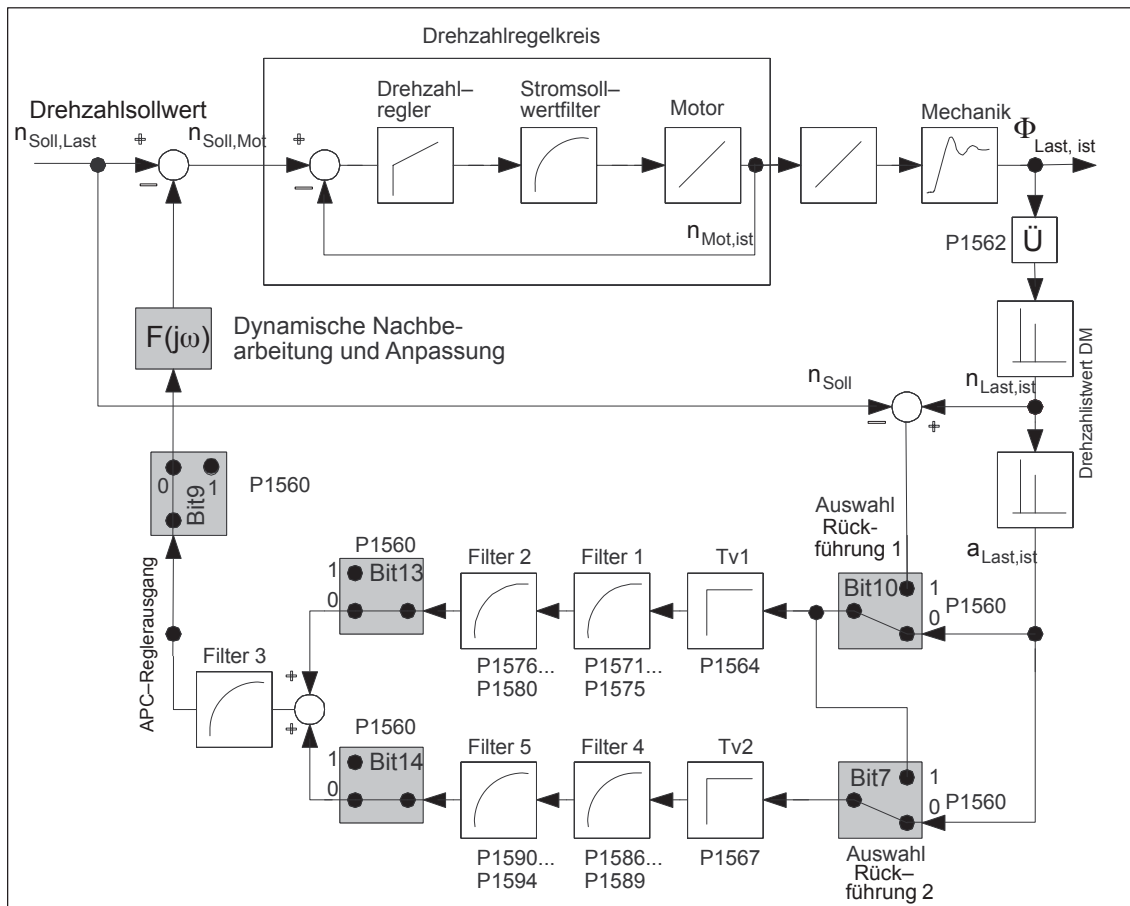 Drehzahlregelkreis
Drehzahlsollwert
n Soll,Last
+
−
n Soll,Mot
+
−
Drehzahl–
regler
Stromsoll–
wertfilter
Motor
Mechanik
Φ Last, ist
n Mot,ist
P1562
Ü
F(jω)
Dynamische Nachbe-
arbeitung und Anpassung
n Soll
n Last,ist
−
+
Drehzahlistwert DM
0
1
Bit9
P1560
Auswahl
Rück-
führung 1
a Last,ist
P1560
1
Bit13
0
Filter 2
Filter 1
Tv1
Bit10
1
0
P1560
P1576...
P1580
P1571...
P1575
P1564
APC–Reglerausgang
Filter 3
+
+
P1560
1
Bit14
0
Filter 5
Filter 4
Tv2
Bit7
1
0
P1560
P1590...
P1594
P1586...
P1589
P1567
Auswahl
Rück–
führung 2